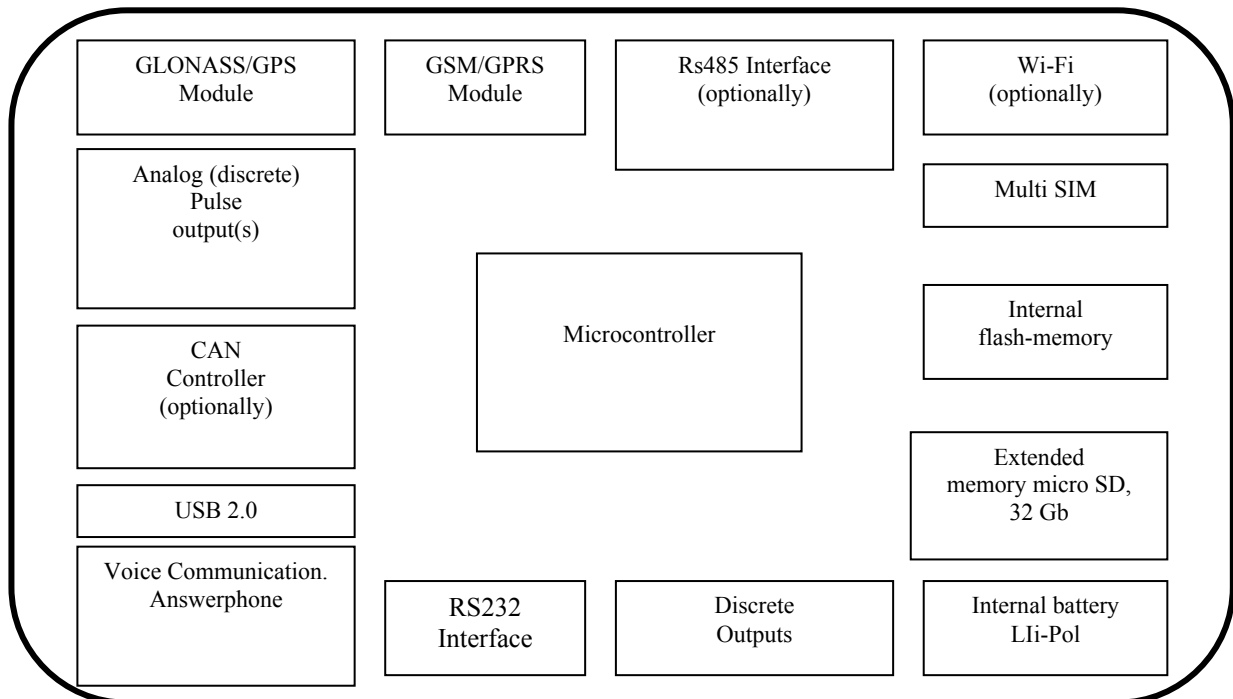 GLONASS/GPS
Module
GSM/GPRS
Module
Rs485 Interface
(optionally)
Wi-Fi
(optionally)
Analog (discrete)
Pulse
output(s)
Multi SIM
Microcontroller
Internal
flash-memory
CAN
Controller
(optionally)
Extended
memory micro SD,
32 Gb
USB 2.0
Voice Communication.
Answerphone
RS232
Interface
Discrete
Outputs
Internal battery
LIi-Pol